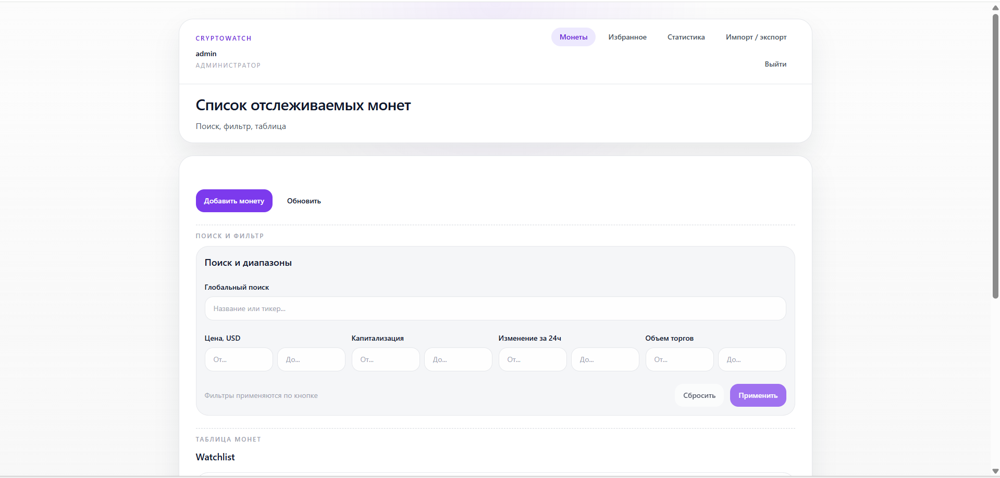 CRYPTOWATCH
admin
АДМИНИСТРАТОР
Монеты Избранное Статистика Импорт / экспорт
Выйти
Список отслеживаемых монет
Поиск, фильтр, таблица
Добавить монету Обновить
ПОИСК И ФИЛЬТР
Поиск и диапазоны
Глобальный поиск
Название или тикер...
Цена, USD Капитализация Изменение за 24ч Объем торгов
От... До... От... До... От... До... От... До...
Фильтры применяются по кнопке Сбросить Применить
ТАБЛИЦА МОНЕТ
Watchlist